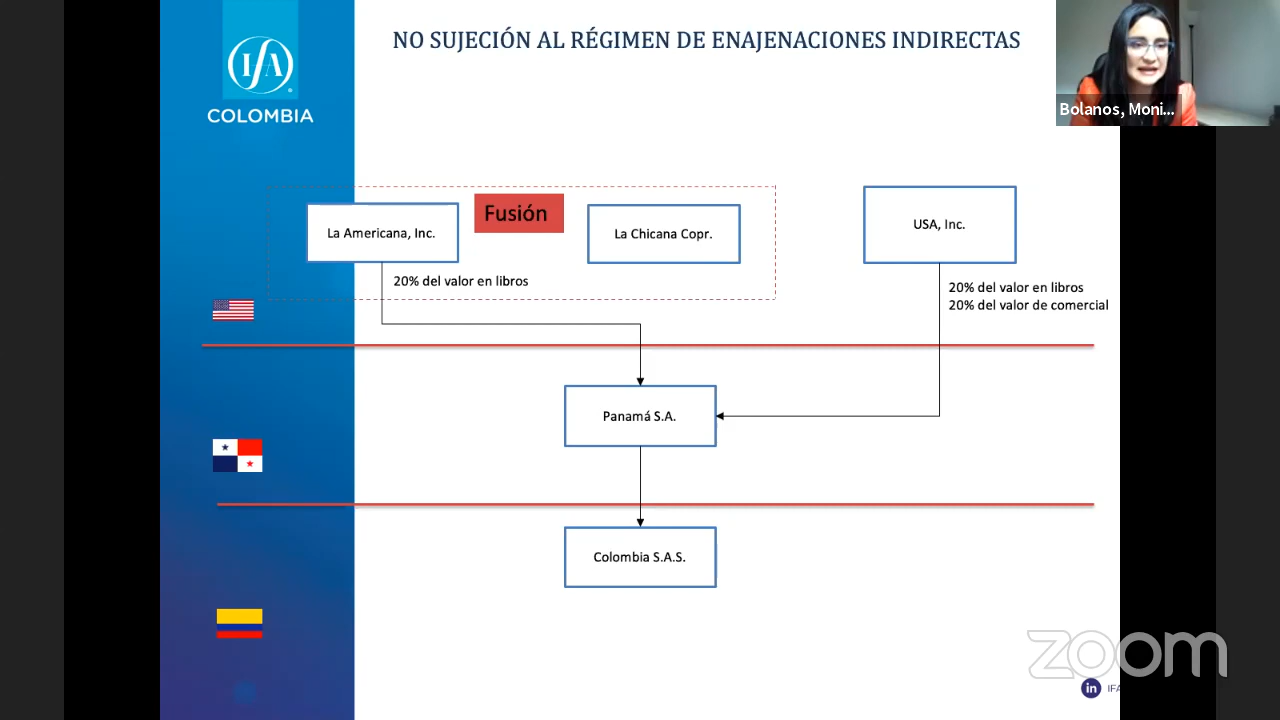 NO SUJECIÓN AL RÉGIMEN DE ENAJENACIONES INDIRECTAS
IFA
COLOMBIA
Bolanos, Moni...
Fusión
La Americana, Inc.
La Chicana Copr.
USA, Inc.
20% del valor en libros
20% del valor en libros
20% del valor de comercial
Panamá S.A.
Colombia S.A.S.
zoom
in